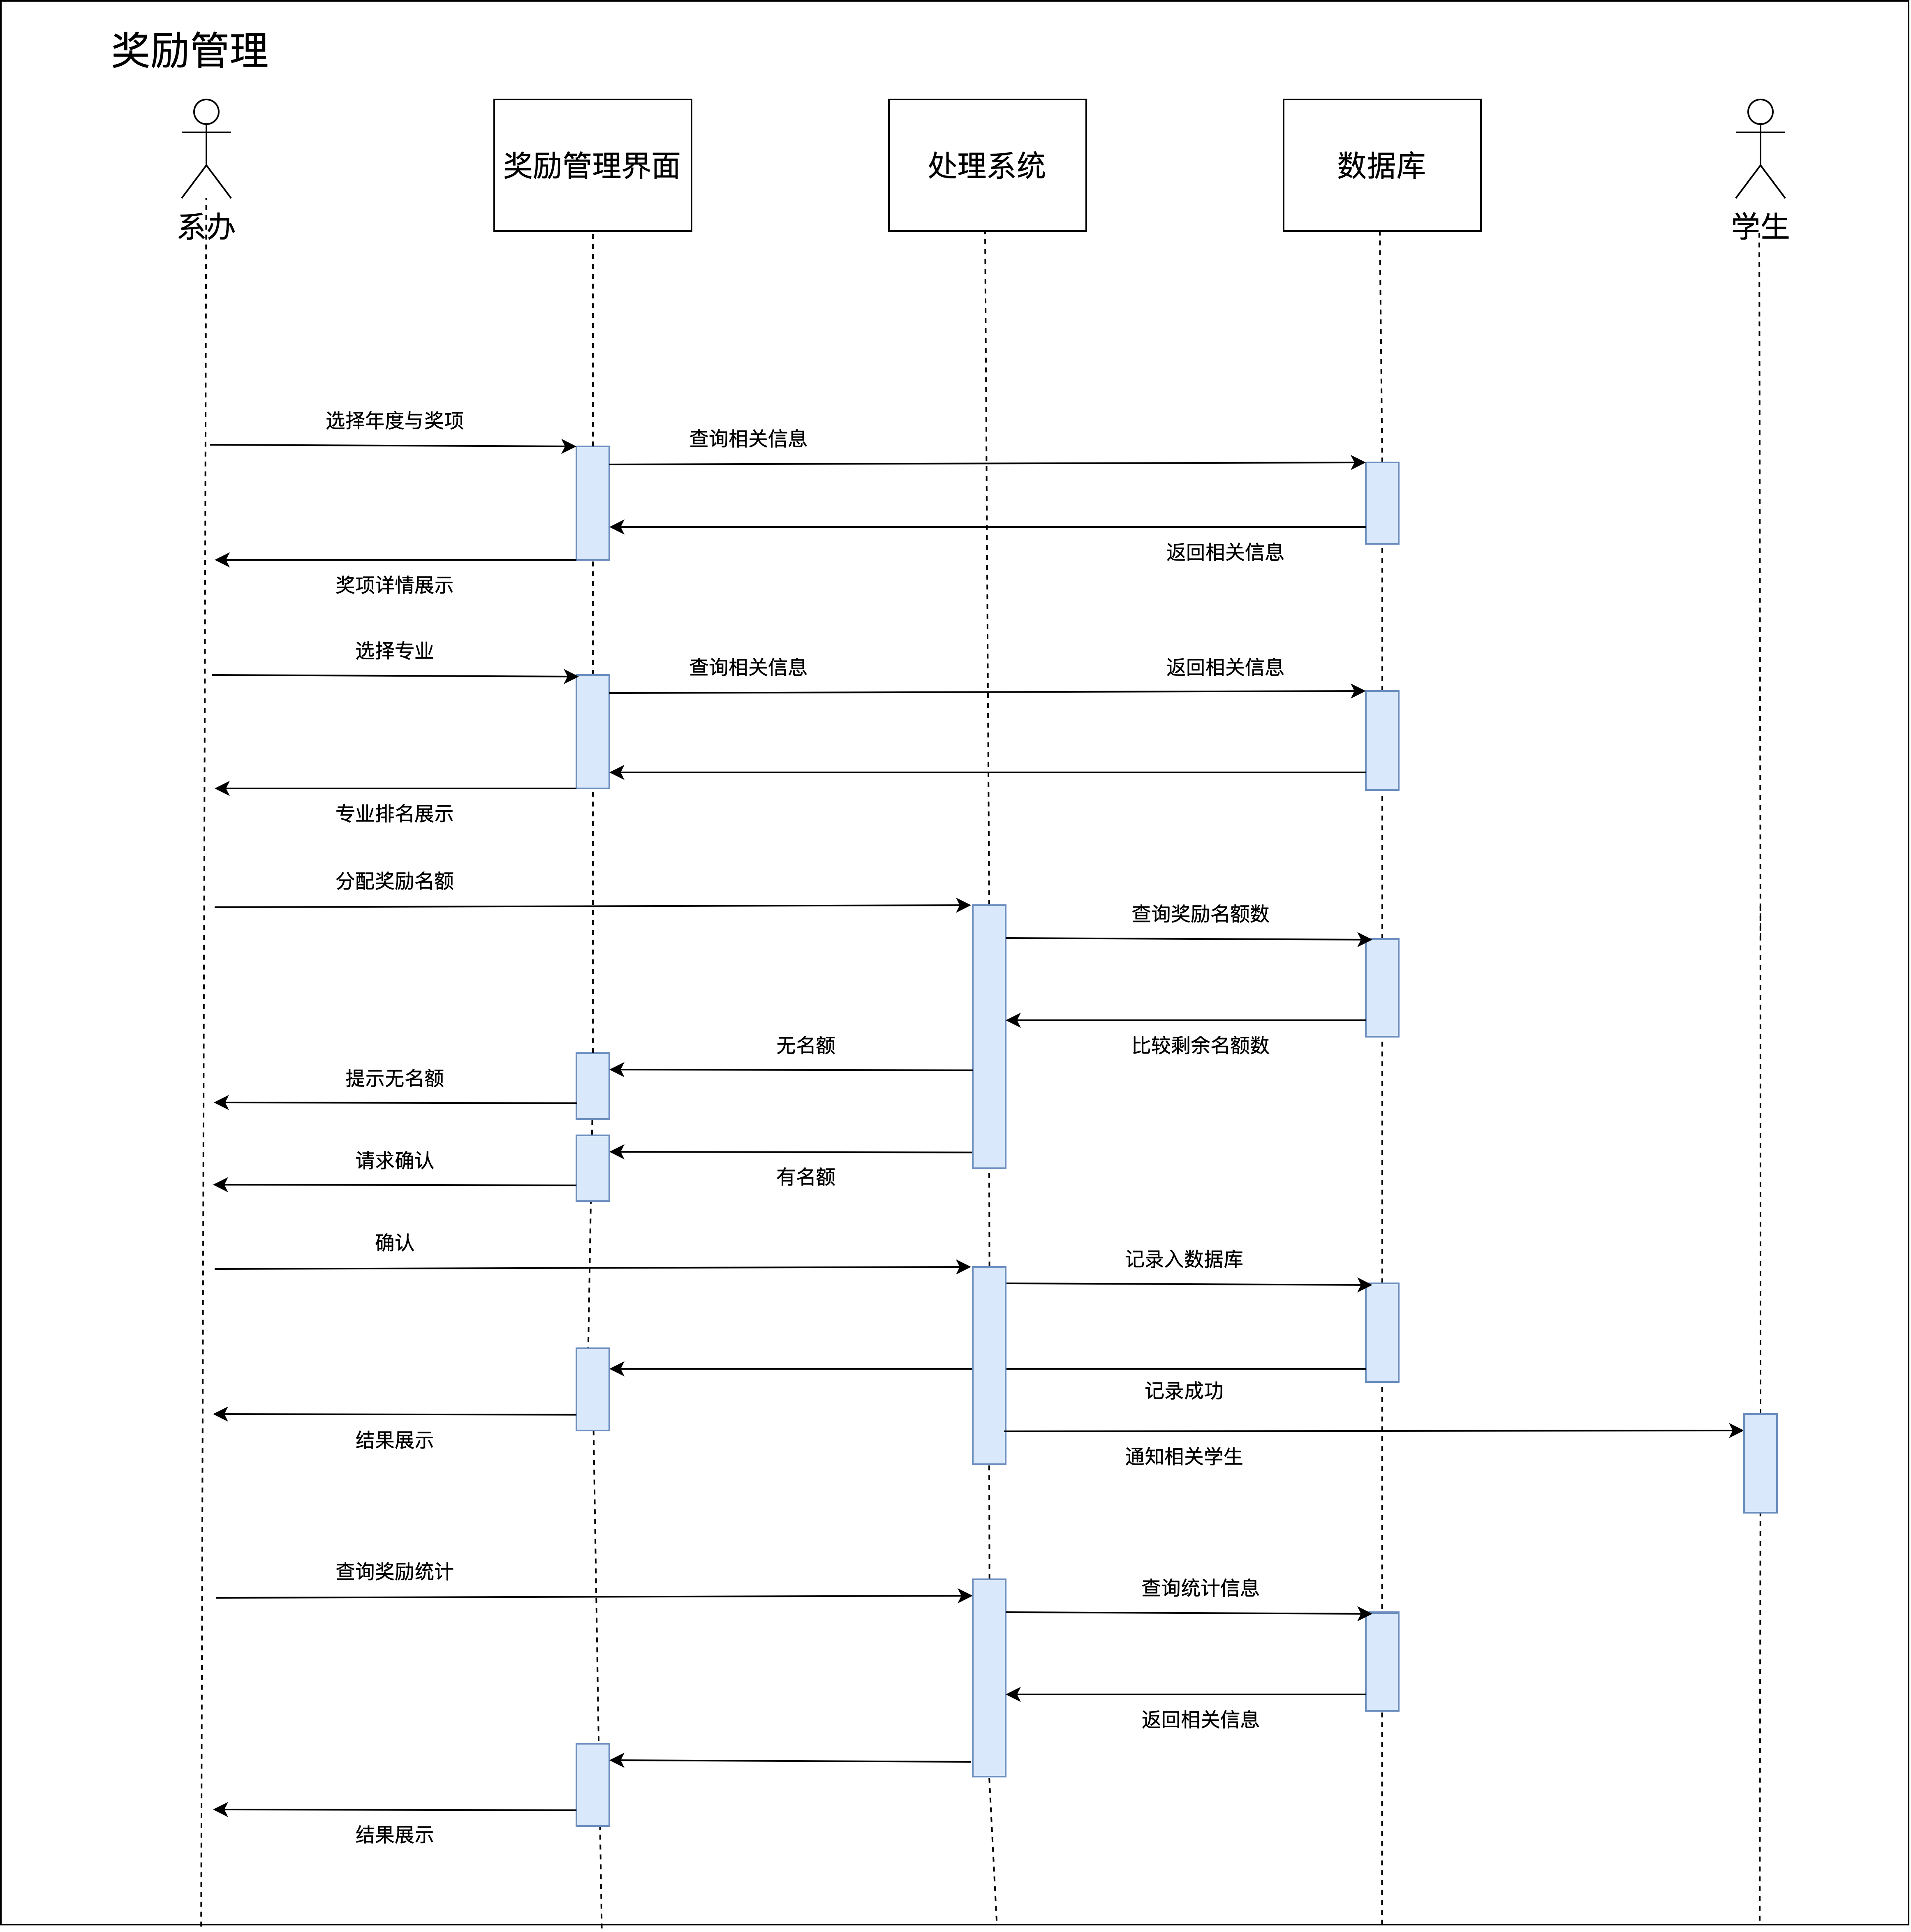 奖励管理
系办
奖励管理界面
处理系统
数据库
学生
选择年度与奖项
查询相关信息
返回相关信息
奖项详情展示
选择专业
查询相关信息
返回相关信息
专业排名展示
分配奖励名额
查询奖励名额数
无名额
比较剩余名额数
提示无名额
请求确认
有名额
确认
记录入数据库
记录成功
结果展示
通知相关学生
查询奖励统计
查询统计信息
返回相关信息
结果展示